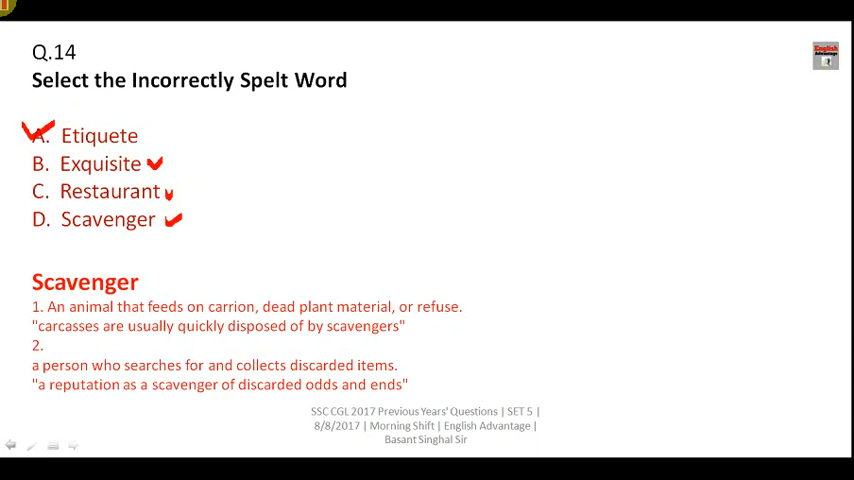 Q.14
Select the Incorrectly Spelt Word
English
Advantage
A. Etiquete
B. Exquisite
C. Restaurant
D. Scavenger
Scavenger
1. An animal that feeds on carrion, dead plant material, or refuse.
"carcasses are usually quickly disposed of by scavengers"
2.
a person who searches for and collects discarded items.
"a reputation as a scavenger of discarded odds and ends"
SSC CGL 2017 Previous Years' Questions | SET 5 |
8/8/2017 | Morning Shift | English Advantage |
Basant Singhal Sir